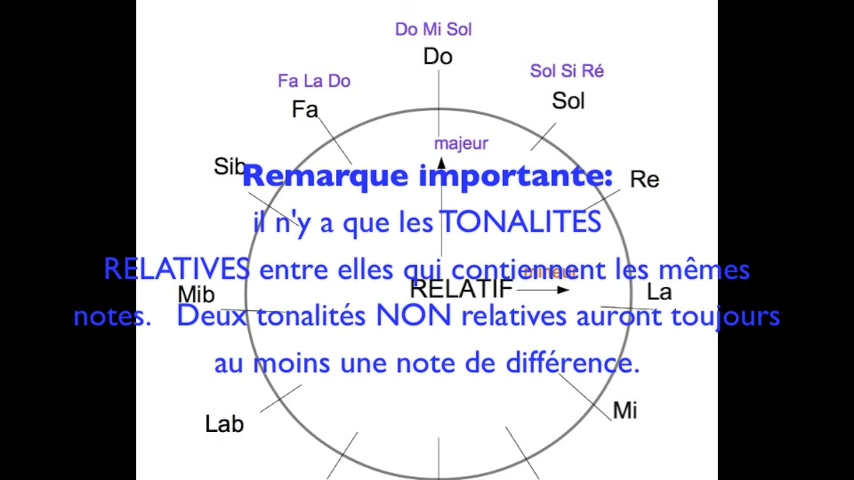 Do Mi Sol
Do
Fa La Do
Fa
Sol Si Ré
Sol
majeur
Sib
Re
Remarque importante:
il n'y a que les TONALITES
RELATIVES entre elles qui contiennent les mêmes
mineur
RELATIF
Mib
La
notes. Deux tonalités NON relatives auront toujours
au moins une note de différence.
Lab
Mi